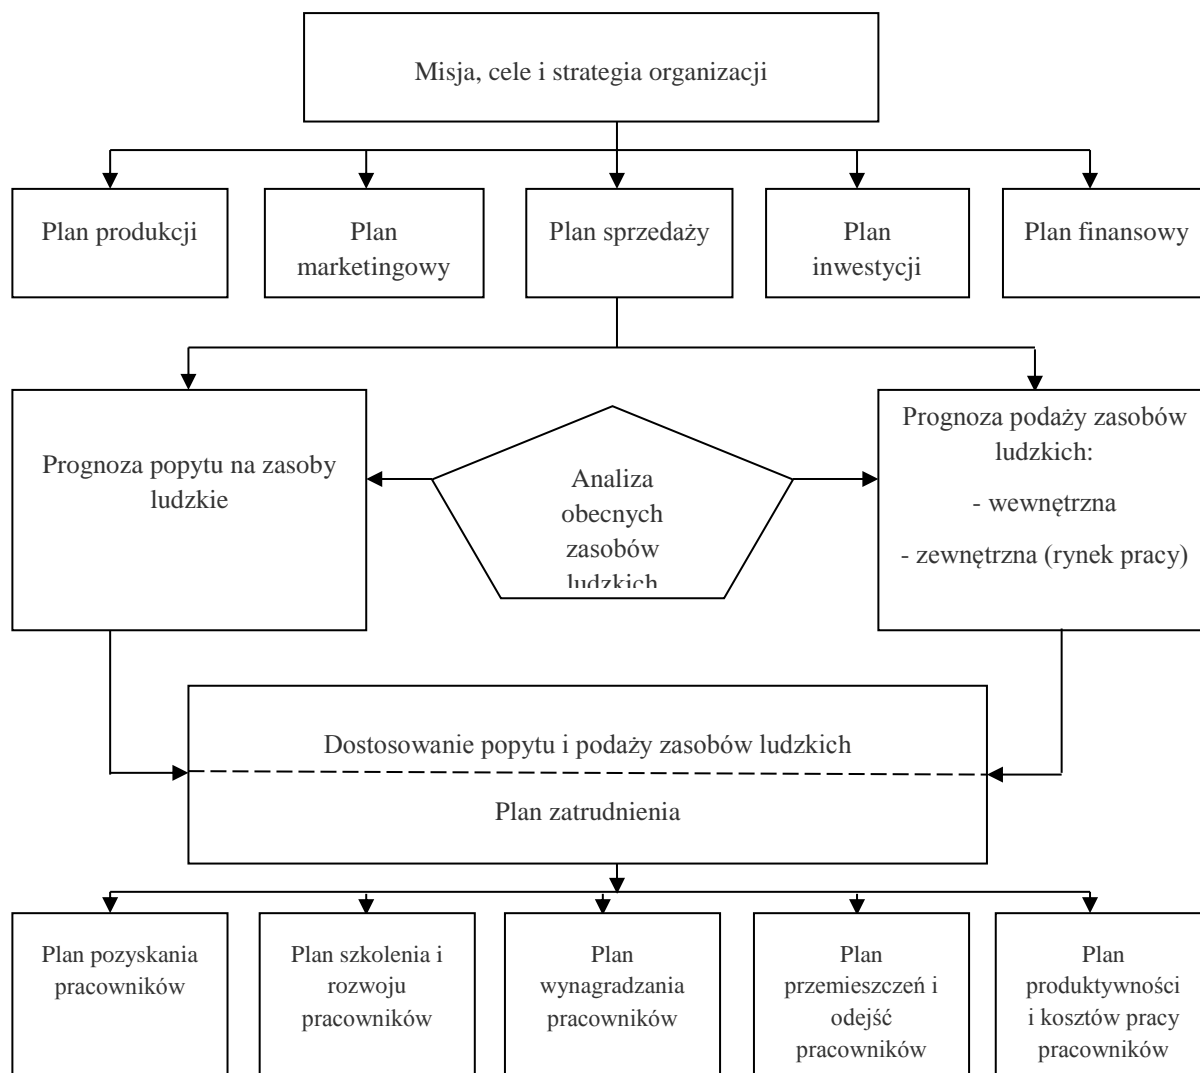 Misja, cele i strategia organizacji
Plan produkcji
Plan
marketingowy
Plan sprzedaży
Plan
inwestycji
Plan finansowy
Prognoza popytu na zasoby
ludzkie
Analiza
obecnych
zasobów
ludzkich
Prognoza podaży zasobów
ludzkich:
- wewnętrzna
- zewnętrzna (rynek pracy)
Dostosowanie popytu i podaży zasobów ludzkich
Plan zatrudnienia
Plan pozyskania
pracowników
Plan szkolenia i
rozwoju
pracowników
Plan
wynagradzania
pracowników
Plan
przemieszczeń i
odejść
pracowników
Plan
produktywności
i kosztów pracy
pracowników